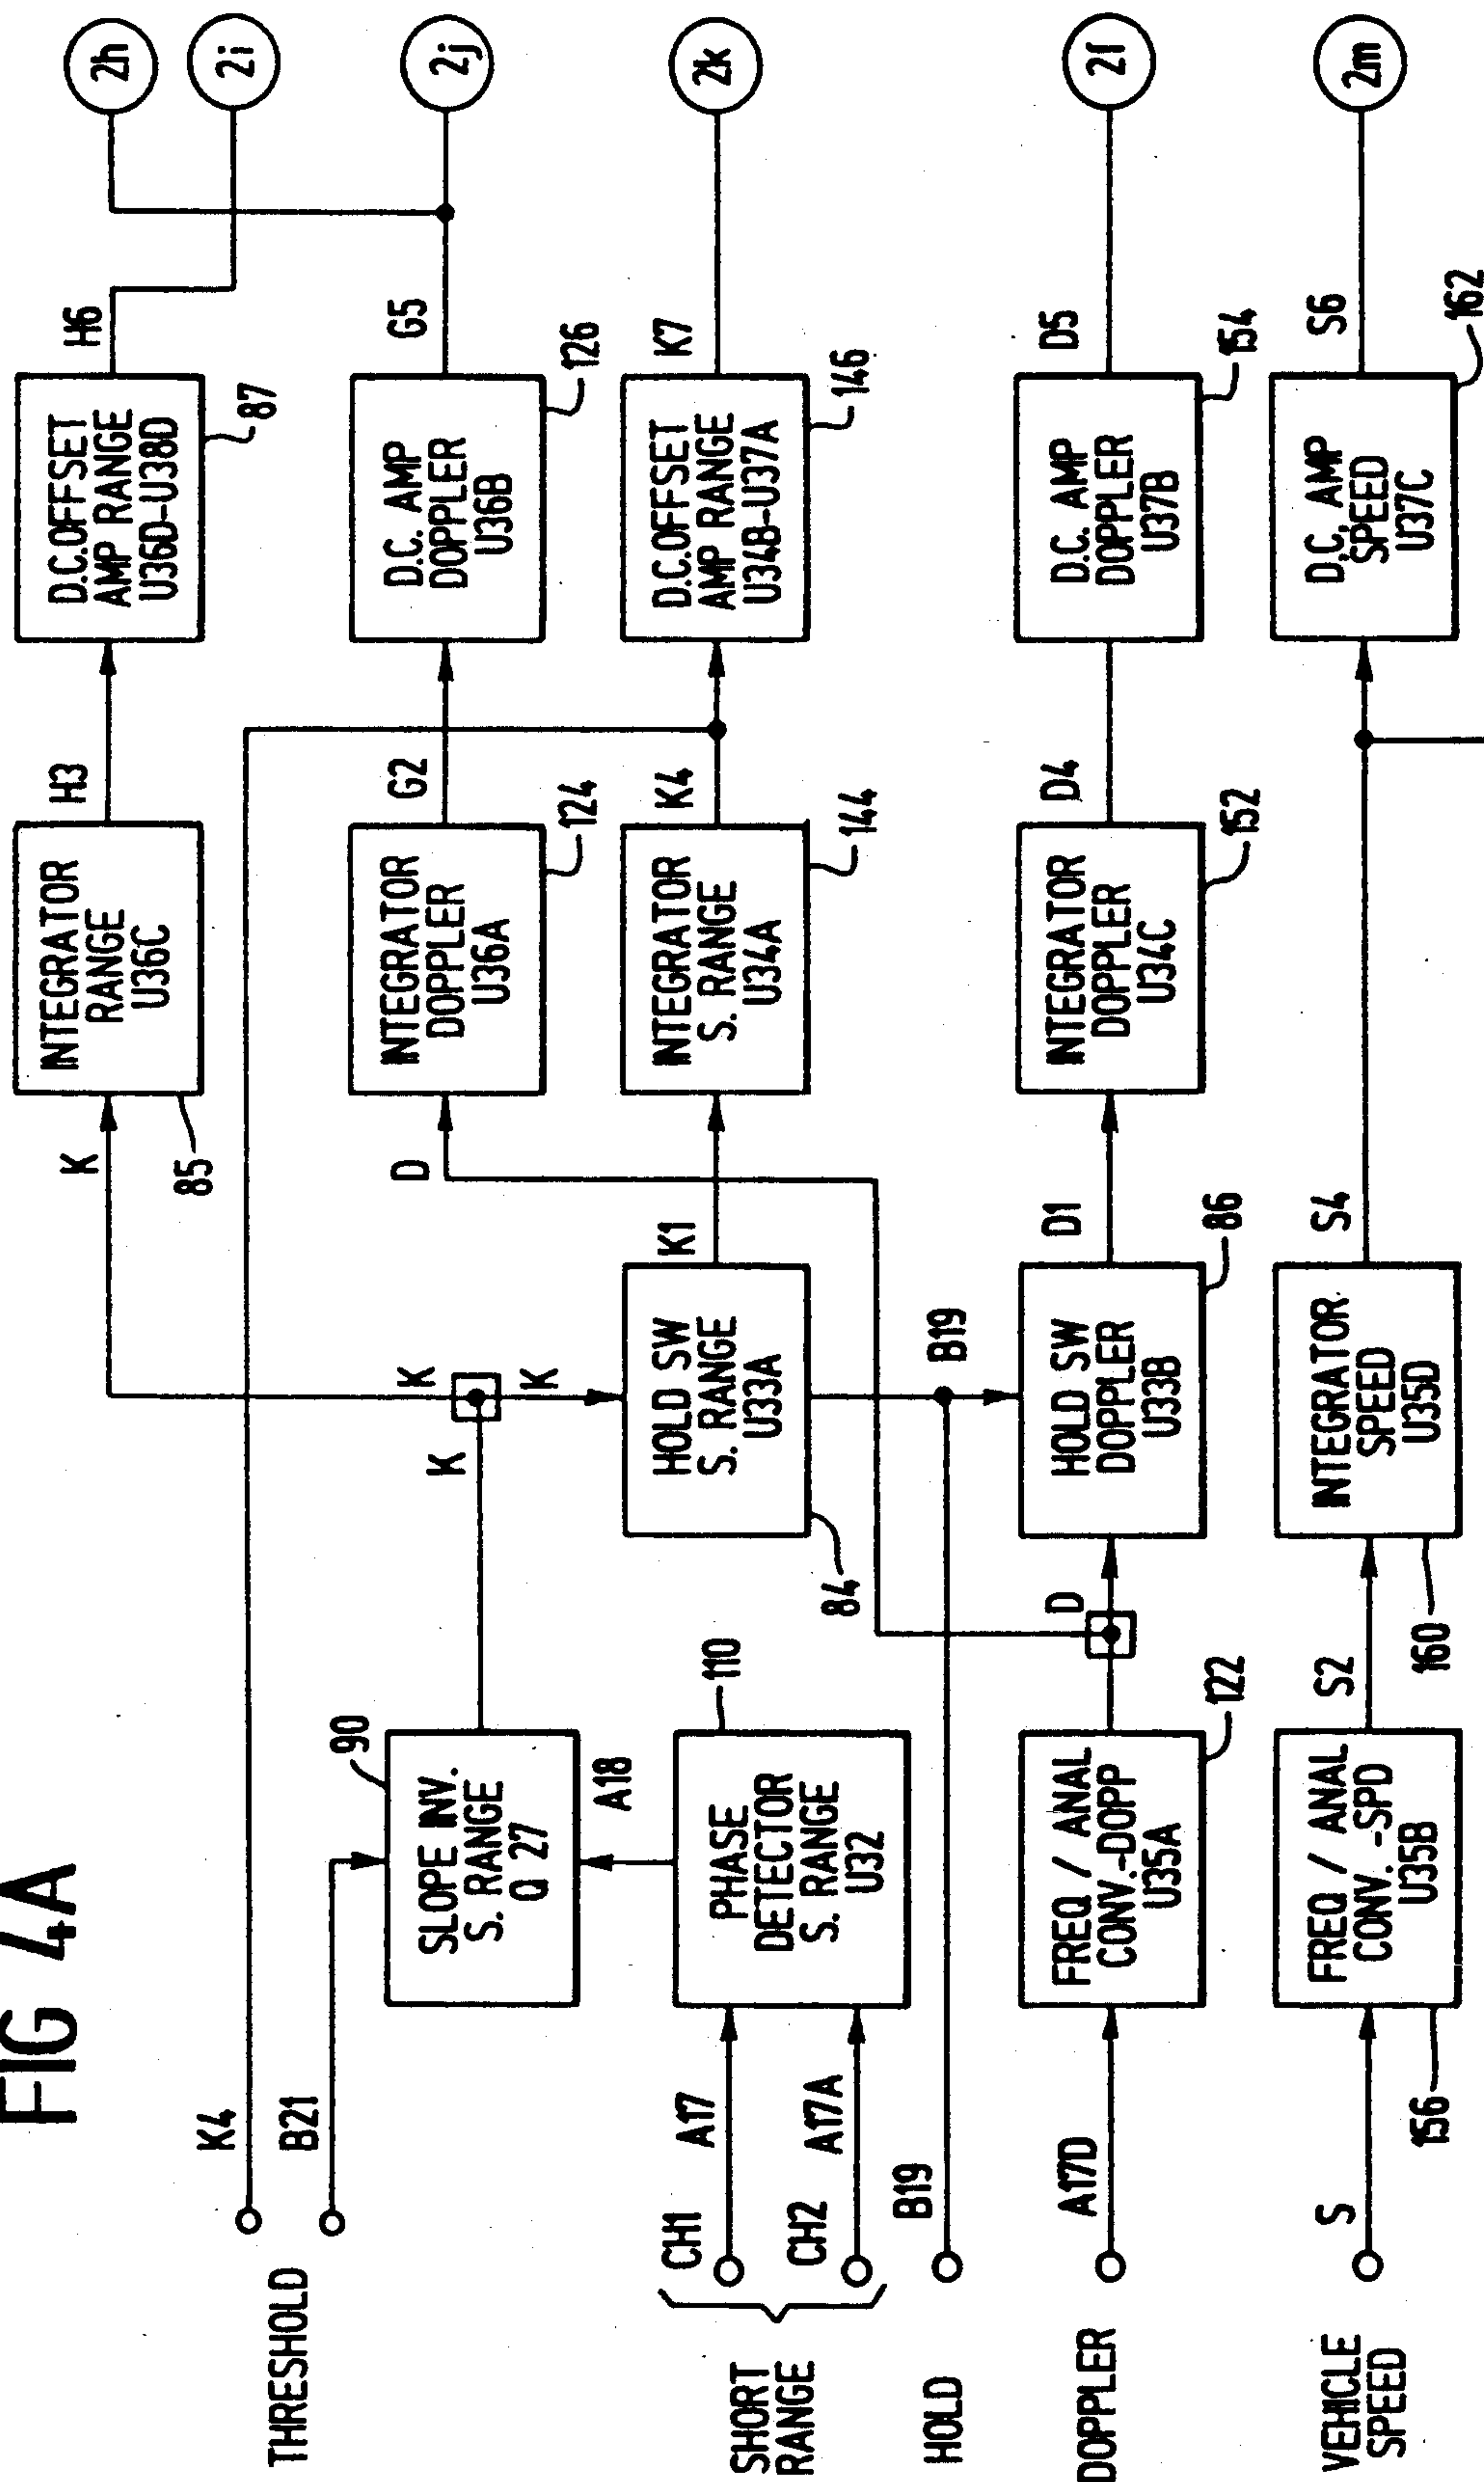 FIG 4A
THRESHOLD
K4
B21
SHORT
RANGE
CH1
A17
CH2
A17A
HOLD
B19
DOPPLER
A17D
VEHICLE
SPEED
S
SLOPE INV.
S. RANGE
Q 27
90
A18
PHASE
DETECTOR
S. RANGE
U32
110
FREQ / ANAL
CONV.-DOPP
U35A
122
FREQ / ANAL
CONV. -SPD
U35B
156
K
K
K
K
D
D
HOLD SW
S. RANGE
U33A
84
K1
B19
HOLD SW
DOPPLER
U33B
86
D1
S2
INTEGRATOR
SPEED
U35D
160
S4
INTEGRATOR
RANGE
U36C
85
H3
INTEGRATOR
DOPPLER
U36A
124
G2
INTEGRATOR
S. RANGE
U34A
144
K4
INTEGRATOR
DOPPLER
U34C
152
D4
D.C.OFFSET
AMP RANGE
U36D-U38D
87
H6
D.C. AMP
DOPPLER
U36B
126
G5
D.C.OFFSET
AMP RANGE
U34B-U37A
146
K7
D.C. AMP
DOPPLER
U37B
154
D5
D.C. AMP
SPEED
U37C
162
S6
2h
2i
2j
2k
2l
2m